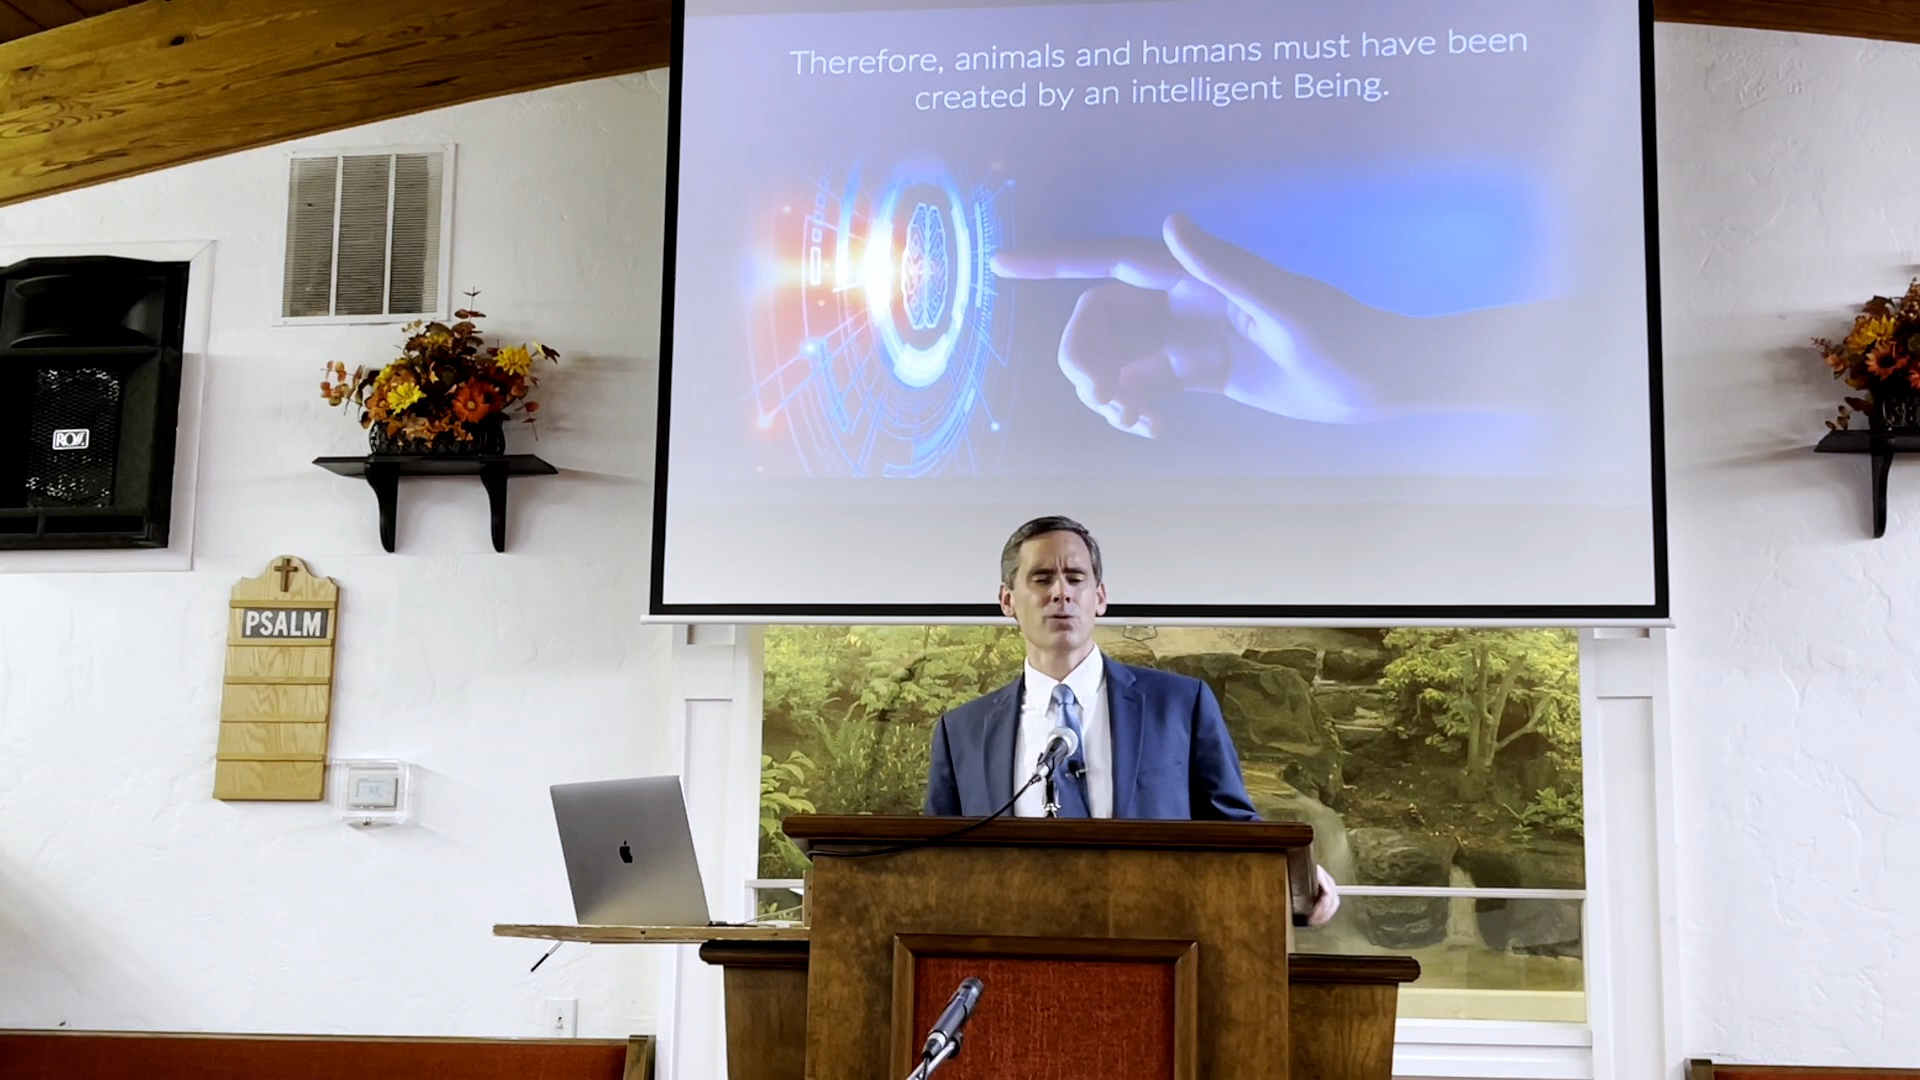 Therefore, animals and humans must have been
created by an intelligent Being.
PSALM